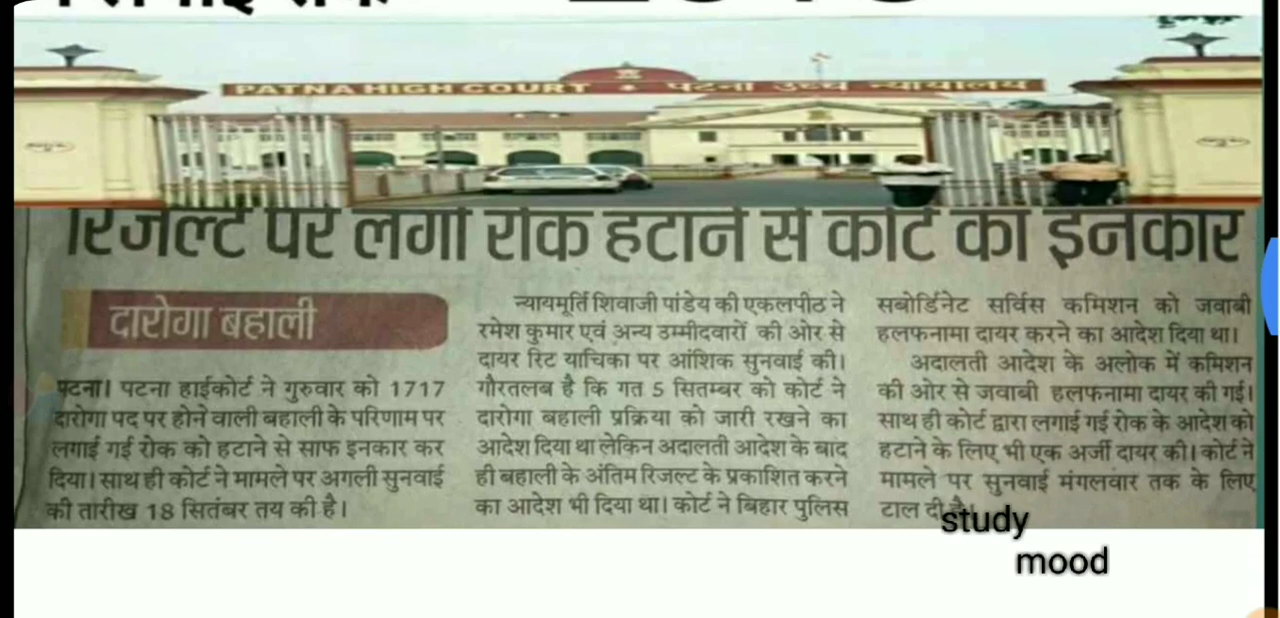 PATNA HIGH COURT पटना उच्च न्यायालय
रिजल्ट पर लगी रोक हटाने से कोर्ट का इनकार
दारोगा बहाली
पटना। पटना हाईकोर्ट ने गुरुवार को 1717
दारोगा पद पर होने वाली बहाली के परिणाम पर
लगाई गई रोक को हटाने से साफ इनकार कर
दिया। साथ ही कोर्ट ने मामले पर अगली सुनवाई
की तारीख 18 सितंबर तय की है।
न्यायमूर्ति शिवाजी पांडेय की एकलपीठ ने
रमेश कुमार एवं अन्य उम्मीदवारों की ओर से
दायर रिट याचिका पर आंशिक सुनवाई की।
गौरतलब है कि गत 5 सितम्बर को कोर्ट ने
दारोगा बहाली प्रक्रिया को जारी रखने का
आदेश दिया था लेकिन अदालती आदेश के बाद
ही बहाली के अंतिम रिजल्ट के प्रकाशित करने
का आदेश भी दिया था। कोर्ट ने बिहार पुलिस
सबोर्डिनेट सर्विस कमिशन को जवाबी
हलफनामा दायर करने का आदेश दिया था।
अदालती आदेश के अलोक में कमिशन
की ओर से जवाबी हलफनामा दायर की गई।
साथ ही कोर्ट द्वारा लगाई गई रोक के आदेश को
हटाने के लिए भी एक अर्जी दायर की। कोर्ट ने
मामले पर सुनवाई मंगलवार तक के लिए
टाल दी है।
study
mood